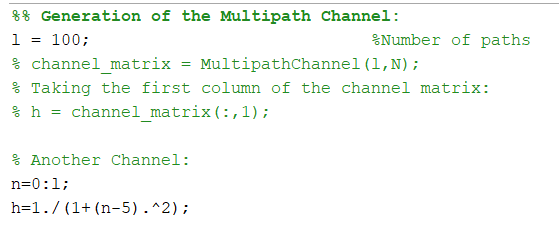 %% Generation of the Multipath Channel:
l = 100; %Number of paths
% channel_matrix = MultipathChannel(l,N);
% Taking the first column of the channel matrix:
% h = channel_matrix(:,1);
% Another Channel:
n=0:l;
h=1./(1+(n-5).^2);